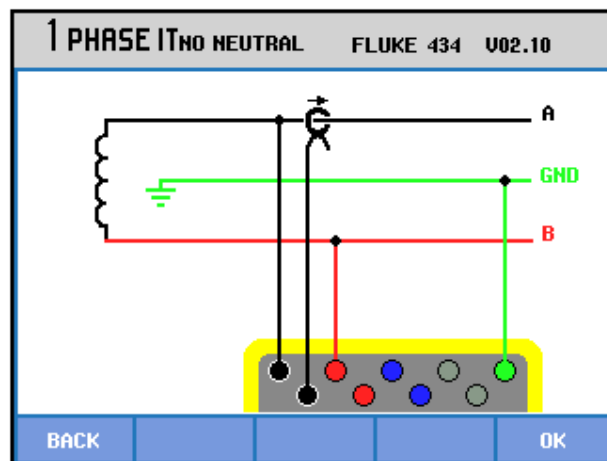 1 PHASE IT NO NEUTRAL FLUKE 434 V02.10
A
GND
B
BACK OK